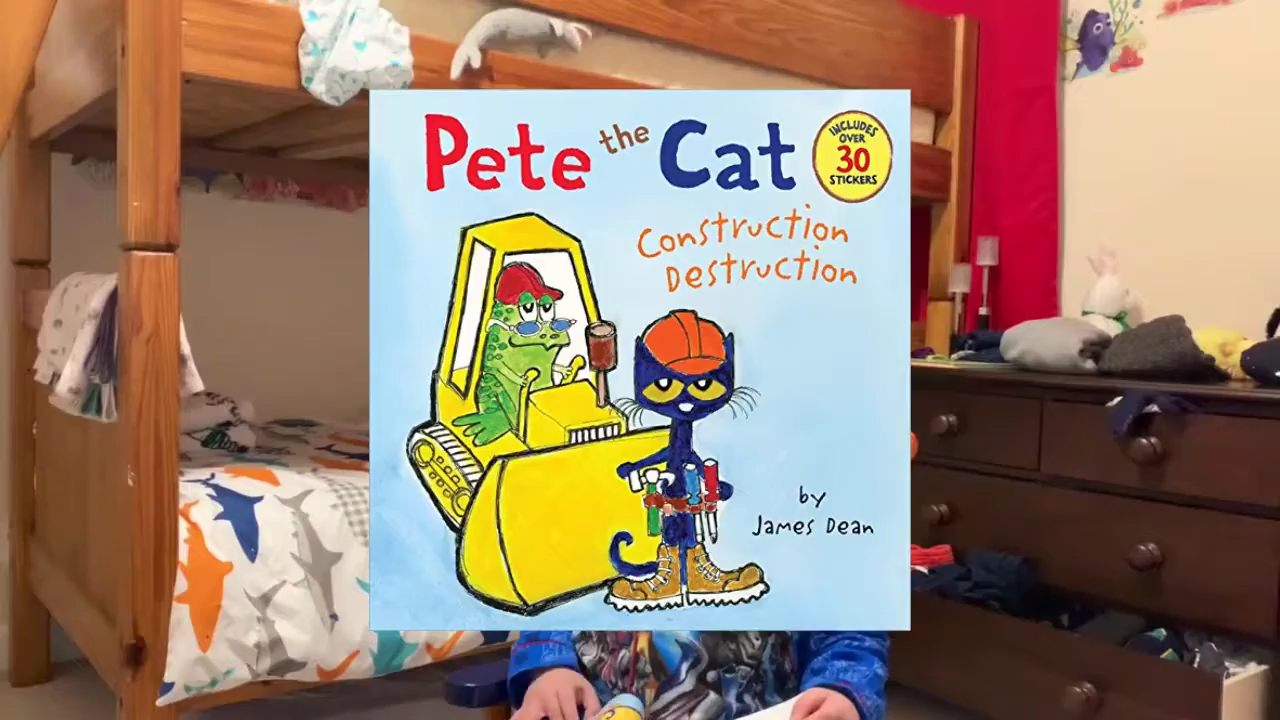 Pete the Cat
INCLUDES
OVER
30
STICKERS
Construction
Destruction
by
James Dean